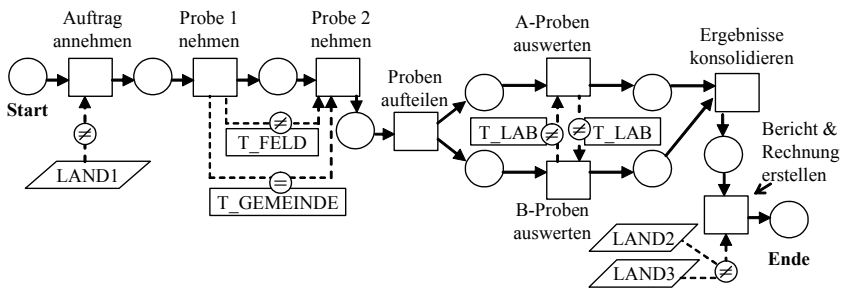 Auftrag
annehmen
Probe 1
nehmen
Probe 2
nehmen
A-Proben
auswerten
Ergebnisse
konsolidieren
Start
Proben
aufteilen
≠
LAND1
≠
T_FELD
=
T_GEMEINDE
T_LAB
≠
≠
T_LAB
B-Proben
auswerten
Bericht &
Rechnung
erstellen
LAND2
LAND3
≠
Ende